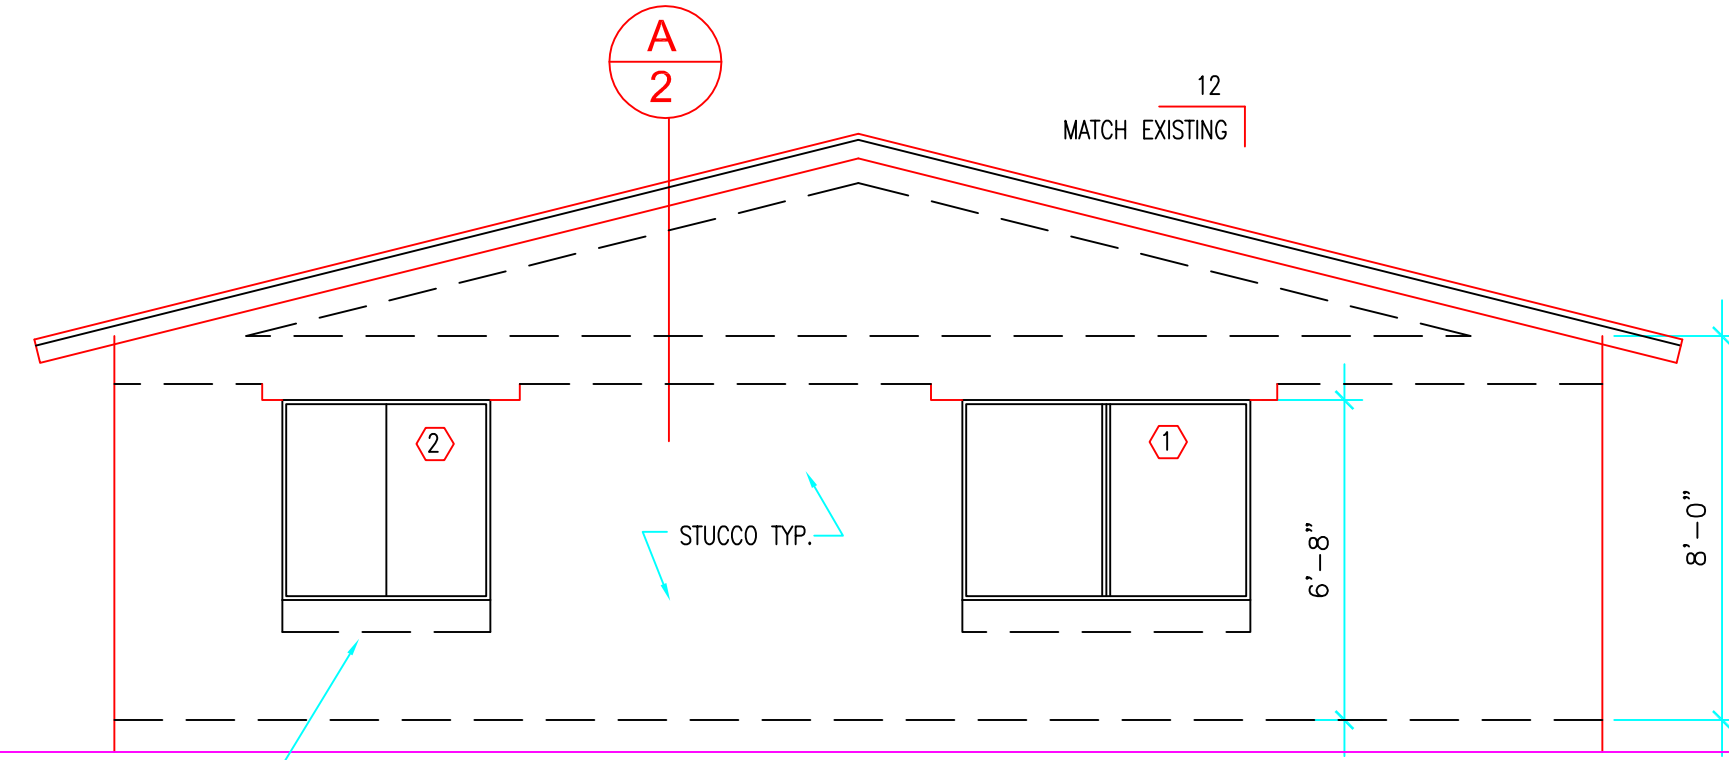 A
2
12
MATCH EXISTING
2
1
STUCCO TYP.
6'-8"
8'-0"